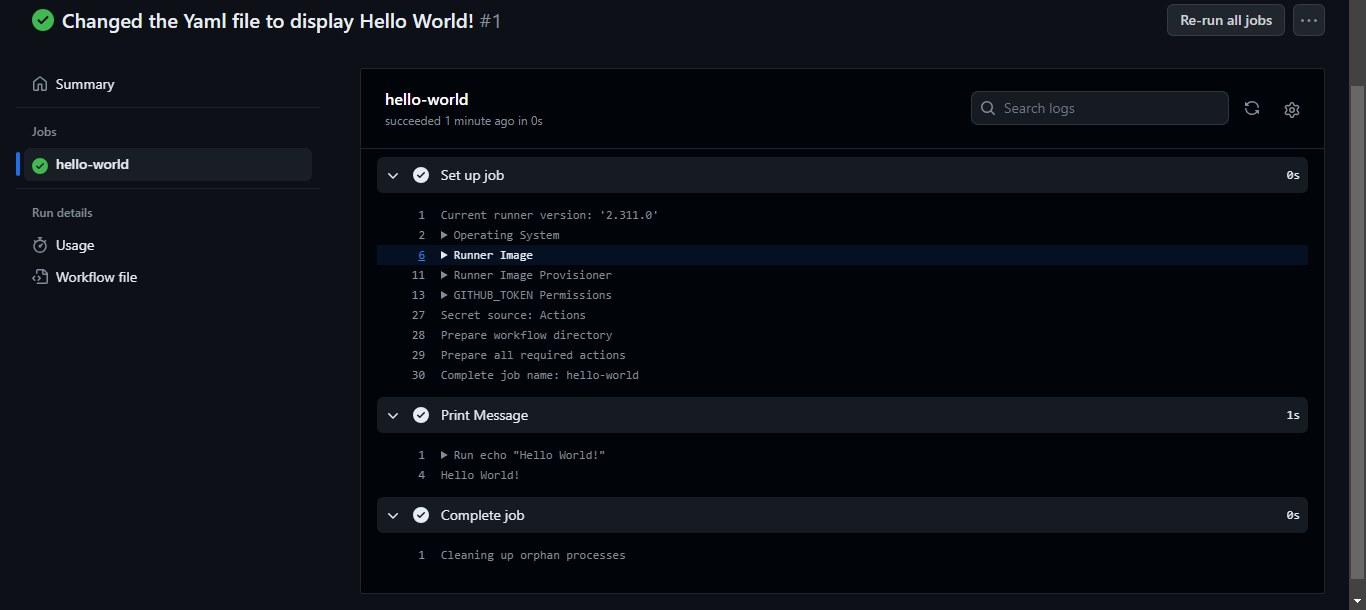 Changed the Yaml file to display Hello World! #1
Re-run all jobs
Summary
Jobs
hello-world
Run details
Usage
Workflow file
hello-world
succeeded 1 minute ago in 0s
Search logs
Set up job 0s
1 Current runner version: '2.311.0'
2 Operating System
6 Runner Image
11 Runner Image Provisioner
13 GITHUB_TOKEN Permissions
27 Secret source: Actions
28 Prepare workflow directory
29 Prepare all required actions
30 Complete job name: hello-world
Print Message 1s
1 Run echo "Hello World!"
4 Hello World!
Complete job 0s
1 Cleaning up orphan processes